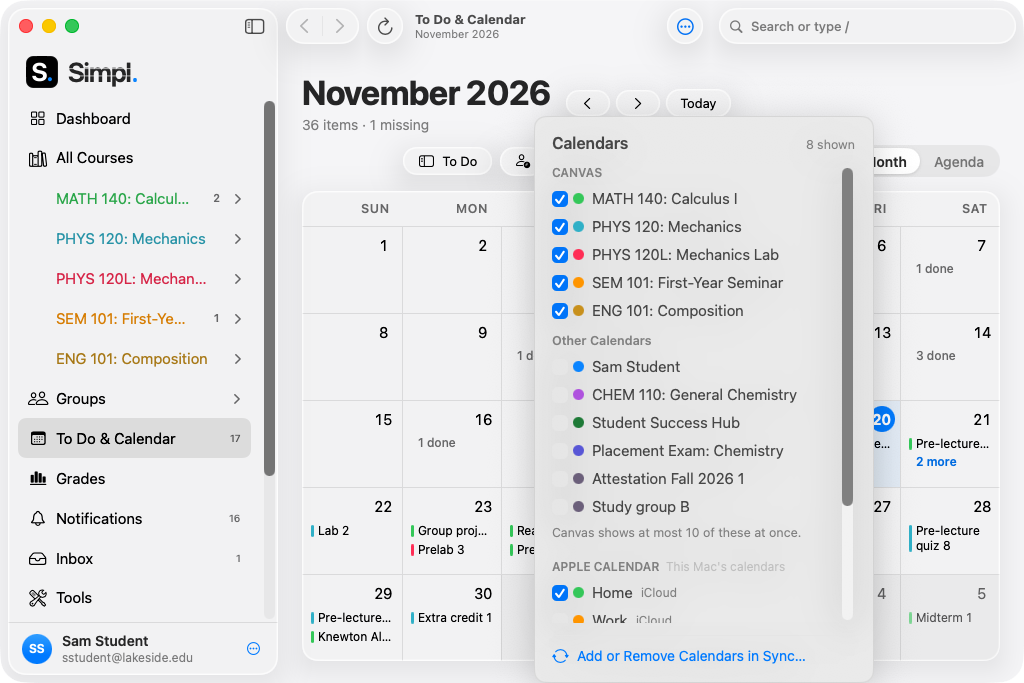 To Do & Calendar
November 2026
Search or type /
S. Simpl.
Dashboard
All Courses
MATH 140: Calcul... 2
PHYS 120: Mechanics
PHYS 120L: Mechan...
SEM 101: First-Ye... 1
ENG 101: Composition
Groups
To Do & Calendar 17
Grades
Notifications 16
Inbox 1
Tools
SS Sam Student
sstudent@lakeside.edu
November 2026
Today
36 items · 1 missing
To Do
Agenda
SUN MON SAT
1 2 6 7
1 done
8 9 13 14
3 done
15 16 20 21
1 done
Pre-lecture...
2 more
22 23 27 28
Lab 2
Group proj...
Prelab 3
Pre-lecture
quiz 8
29 30 4 5
Pre-lecture...
Knewton Al...
Extra credit 1
Midterm 1
Calendars 8 shown
CANVAS
MATH 140: Calculus I
PHYS 120: Mechanics
PHYS 120L: Mechanics Lab
SEM 101: First-Year Seminar
ENG 101: Composition
Other Calendars
Sam Student
CHEM 110: General Chemistry
Student Success Hub
Placement Exam: Chemistry
Attestation Fall 2026 1
Study group B
Canvas shows at most 10 of these at once.
APPLE CALENDAR This Mac's calendars
Home iCloud
Work iCloud
Add or Remove Calendars in Sync...